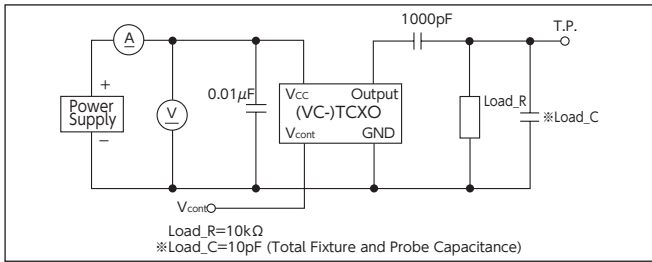 1000pF
T.P.
A
+
0.01μF
Vcc Output
Load_R
Power
Supply
V
(VC-)TCXO
※Load_C
Vcont GND
−
Vcont
Load_R=10kΩ
※Load_C=10pF (Total Fixture and Probe Capacitance)